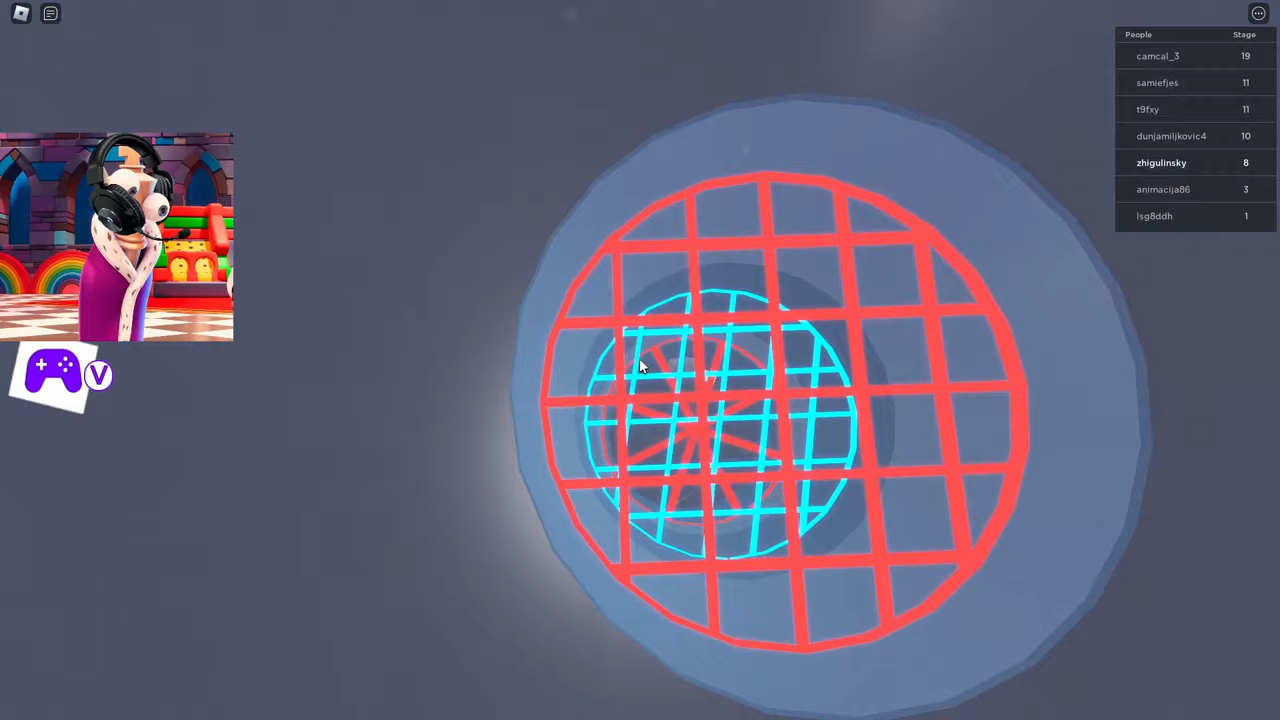 People Stage
camcal_3 19
samiefjes 11
t9fxy 11
dunjamiljkovic4 10
zhigulinsky 8
animacija86 3
lsg8ddh 1
V